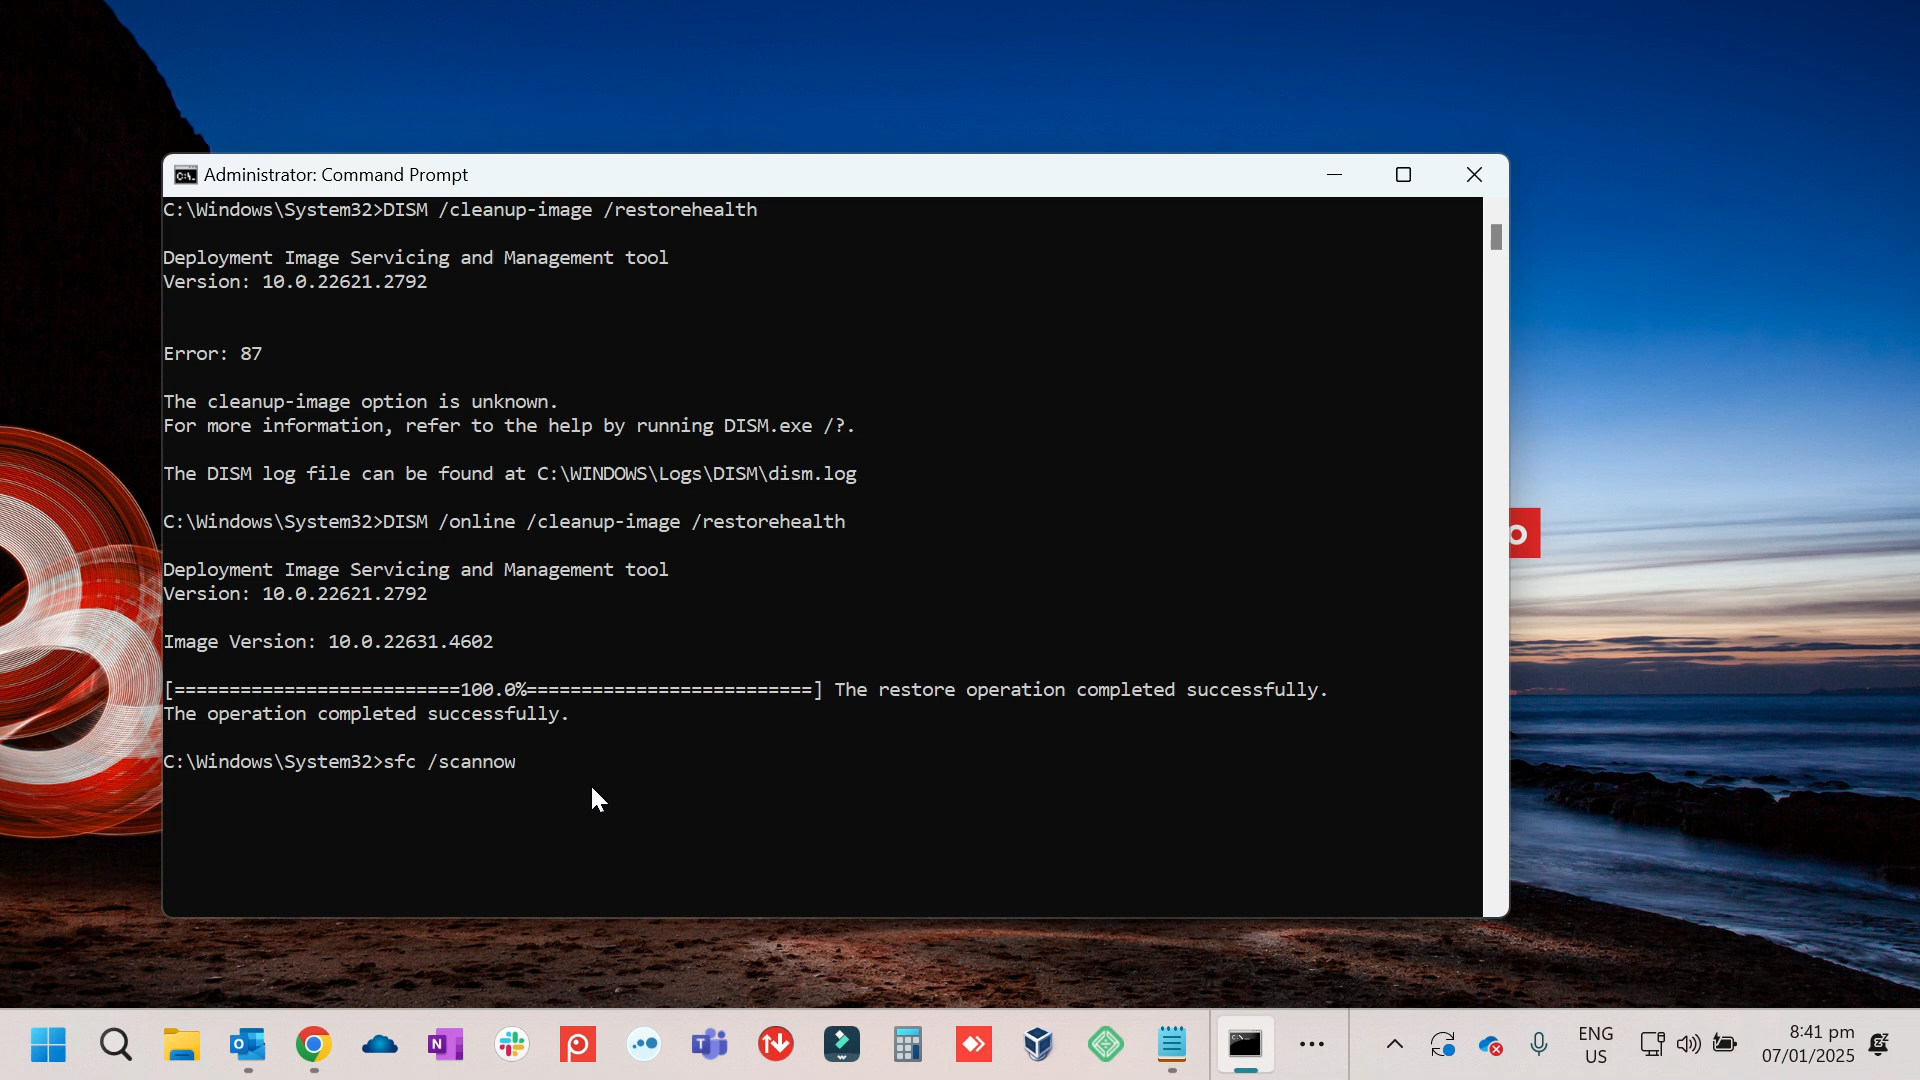 Administrator: Command Prompt
C:\Windows\System32>DISM /cleanup-image /restorehealth
Deployment Image Servicing and Management tool
Version: 10.0.22621.2792
Error: 87
The cleanup-image option is unknown.
For more information, refer to the help by running DISM.exe /?.
The DISM log file can be found at C:\WINDOWS\Logs\DISM\dism.log
C:\Windows\System32>DISM /online /cleanup-image /restorehealth
Deployment Image Servicing and Management tool
Version: 10.0.22621.2792
Image Version: 10.0.22631.4602
[==========================100.0%==========================] The restore operation completed successfully.
The operation completed successfully.
C:\Windows\System32>sfc /scannow
ENG
US
8:41 pm
07/01/2025